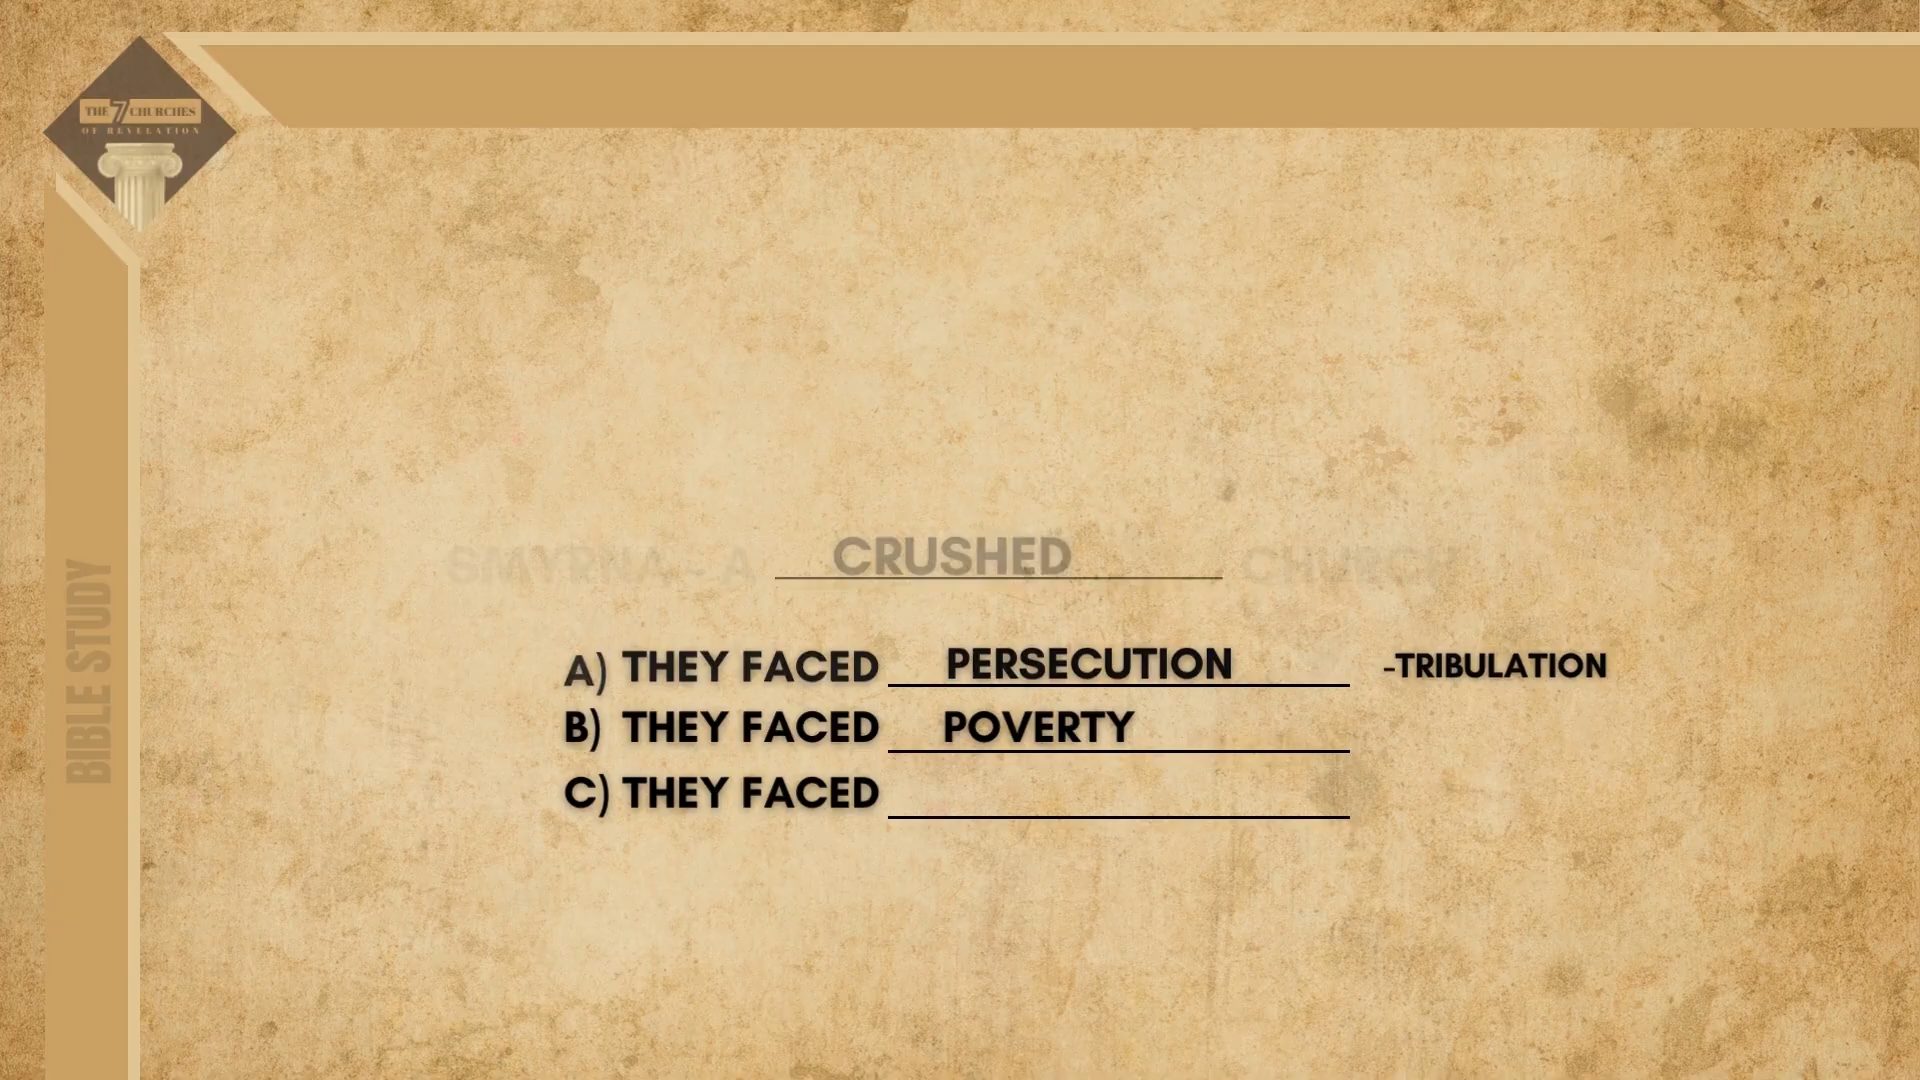 THE 7 CHURCHES
OF REVELATION
BIBLE STUDY
SMYRNA - A CRUSHED CHURCH
A) THEY FACED PERSECUTION -TRIBULATION
B) THEY FACED POVERTY
C) THEY FACED